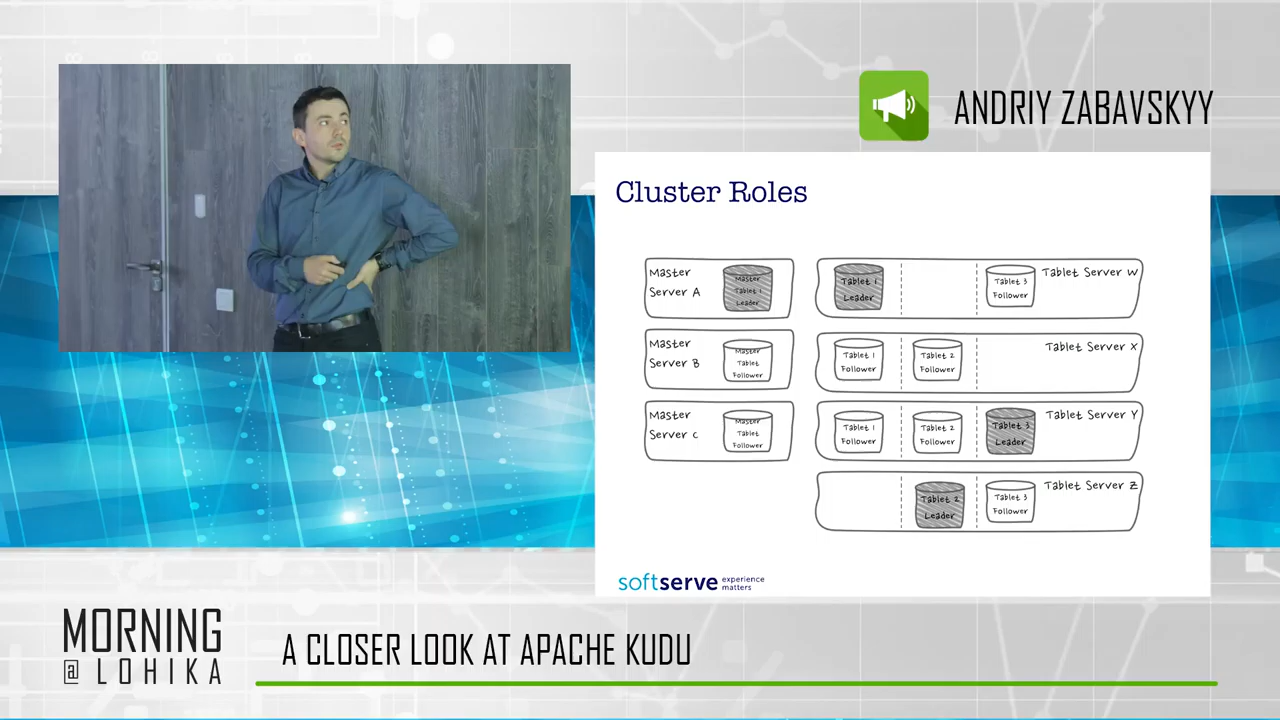 ANDRIY ZABAVSKYY
Cluster Roles
Master
Server A
Master
Tablet 1
Leader
Tablet 1
Leader
Tablet 3
Follower
Tablet Server W
Master
Server B
Master
Tablet
Follower
Tablet 1
Follower
Tablet 2
Follower
Tablet Server X
Master
Server C
Master
Tablet
Follower
Tablet 1
Follower
Tablet 2
Follower
Tablet 3
Leader
Tablet Server Y
Tablet 2
Leader
Tablet 3
Follower
Tablet Server Z
softserve experience
matters
MORNING
@ LOHIKA
A CLOSER LOOK AT APACHE KUDU